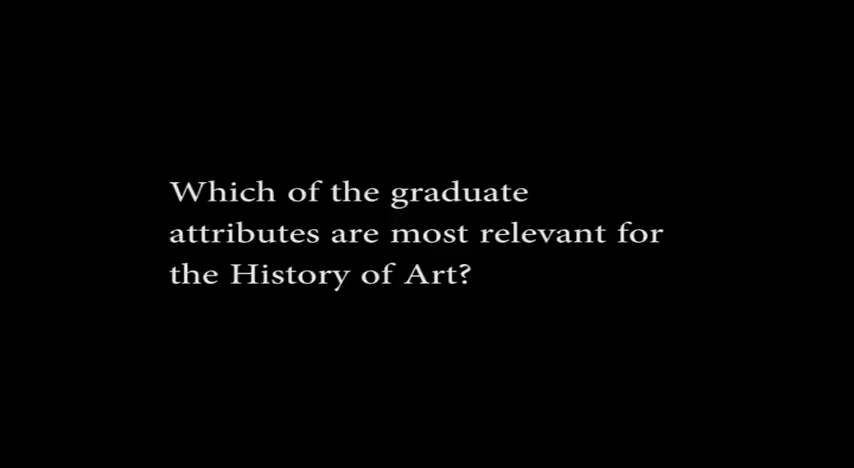 Which of the graduate
attributes are most relevant for
the History of Art?